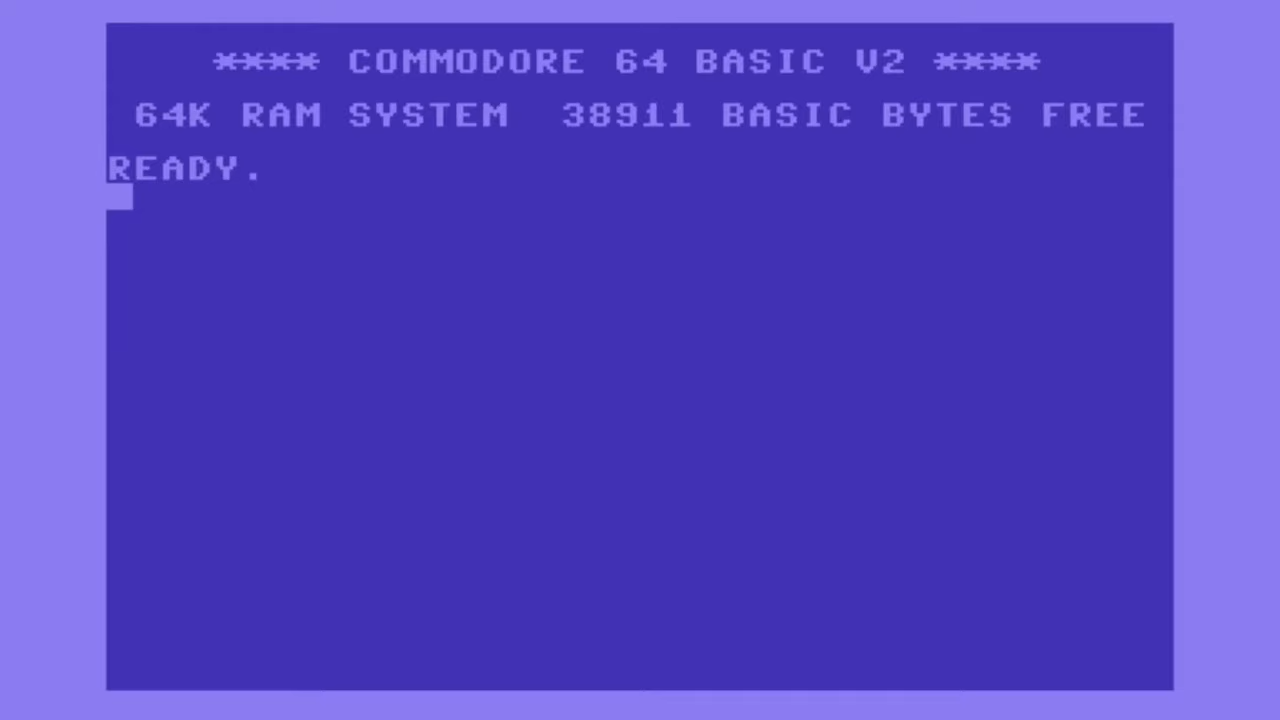 **** COMMODORE 64 BASIC V2 ****
64K RAM SYSTEM  38911 BASIC BYTES FREE
READY.